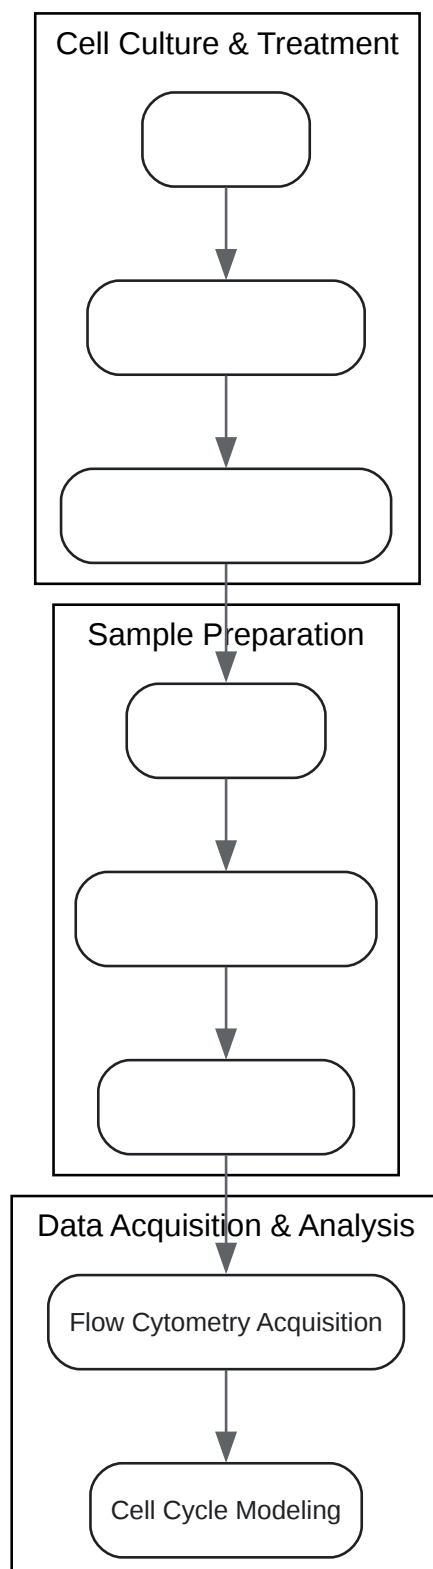 Cell Culture & Treatment
Sample Preparation
Data Acquisition & Analysis
Flow Cytometry Acquisition
Cell Cycle Modeling